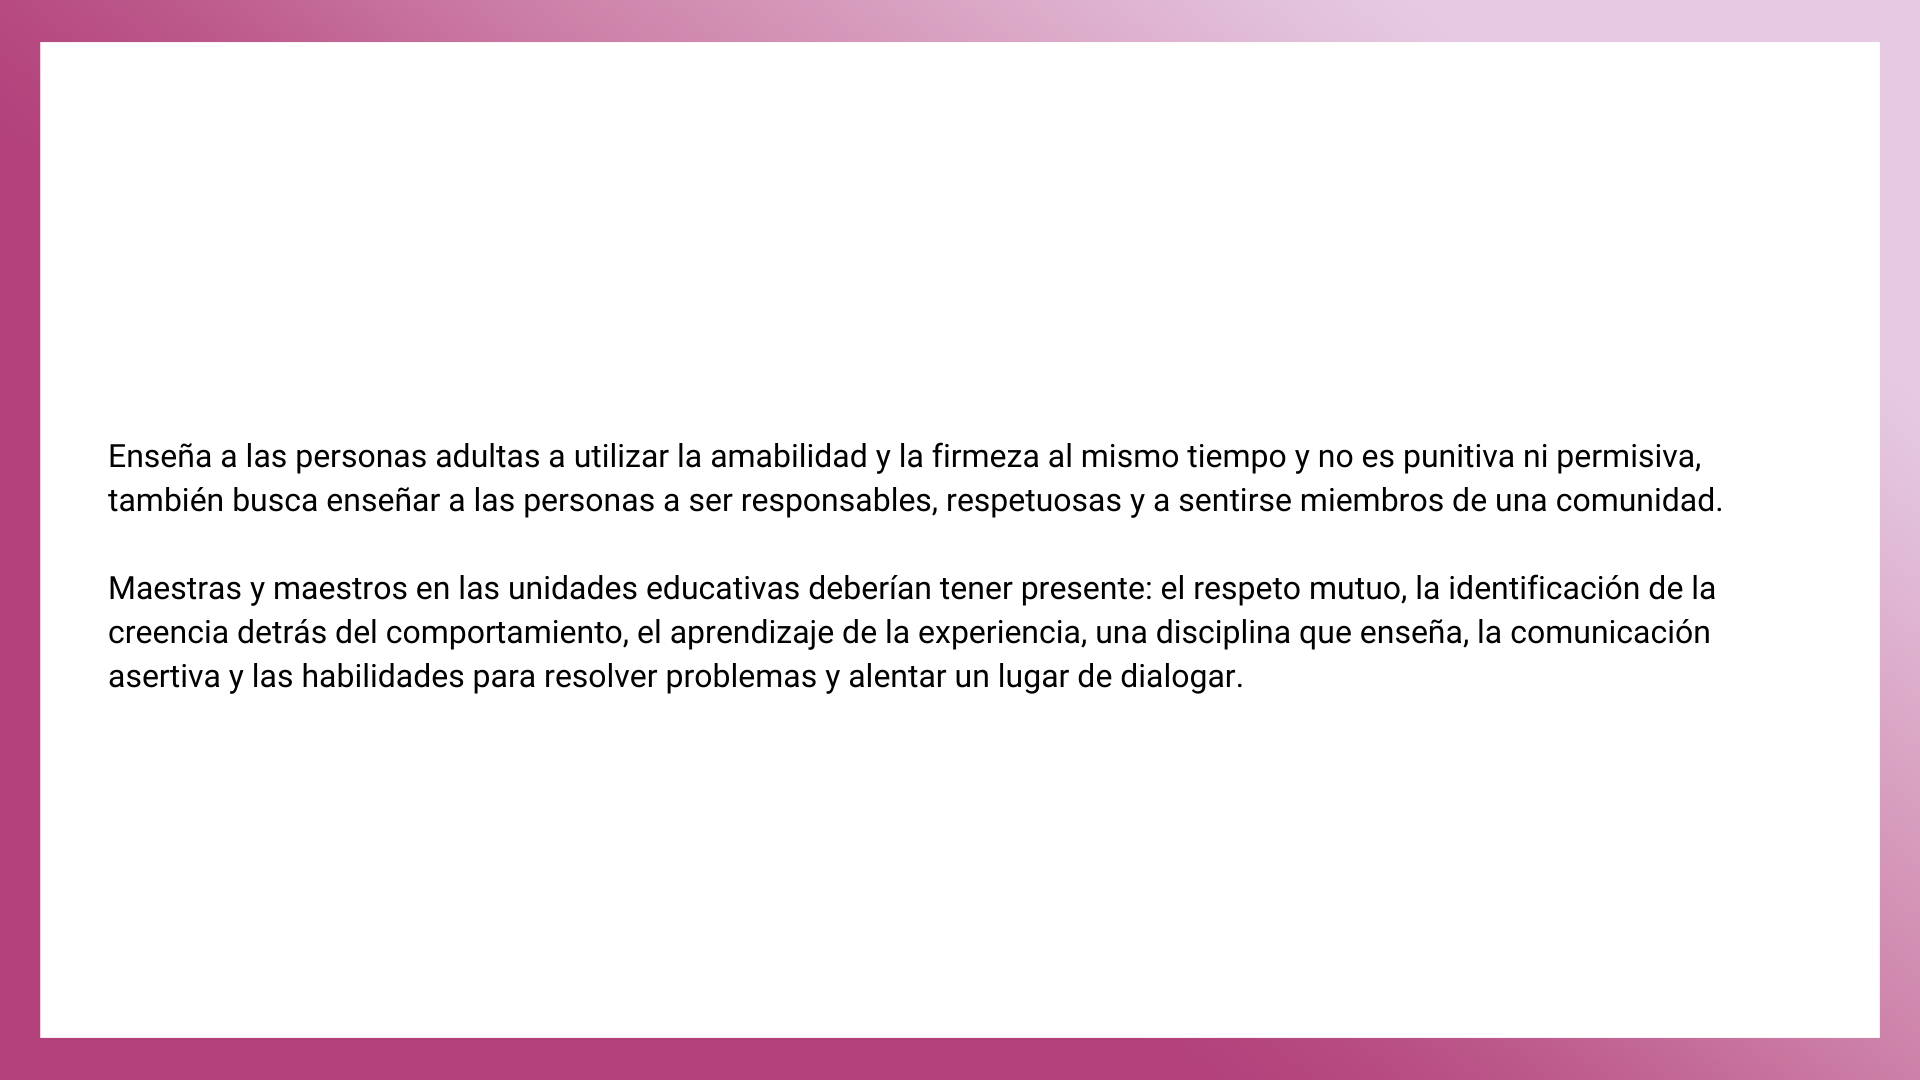 Enseña a las personas adultas a utilizar la amabilidad y la firmeza al mismo tiempo y no es punitiva ni permisiva,
también busca enseñar a las personas a ser responsables, respetuosas y a sentirse miembros de una comunidad.
Maestras y maestros en las unidades educativas deberían tener presente: el respeto mutuo, la identificación de la
creencia detrás del comportamiento, el aprendizaje de la experiencia, una disciplina que enseña, la comunicación
asertiva y las habilidades para resolver problemas y alentar un lugar de dialogar.